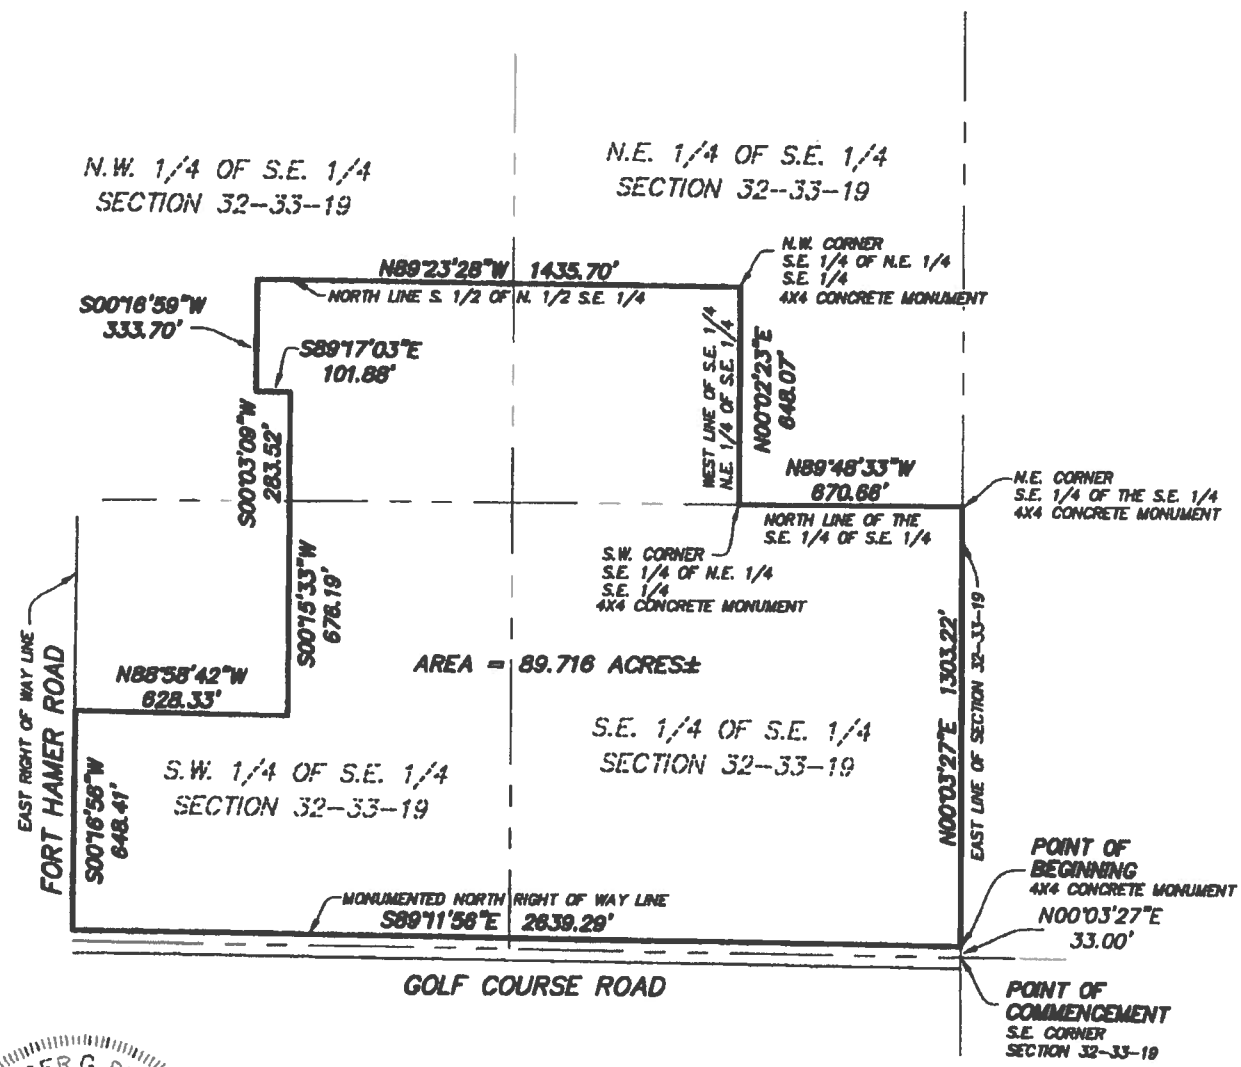 N.W. 1/4 OF S.E. 1/4
SECTION 32-33-19
N.E. 1/4 OF S.E. 1/4
SECTION 32--33-19
N.W. CORNER
S.E. 1/4 OF N.E. 1/4
S.E. 1/4
4X4 CONCRETE MONUMENT
N89°23'28"W 1435.70'
NORTH LINE S. 1/2 OF N. 1/2 S.E. 1/4
S00°16'59"W
333.70'
S89°17'03"E
101.88'
WEST LINE OF S.E. 1/4
N.E. 1/4 OF S.E. 1/4
N00°02'23"E
648.07'
S00°03'09"W
283.52'
N89°48'33"W
670.66'
NORTH LINE OF THE
S.E. 1/4 OF S.E. 1/4
N.E. CORNER
S.E. 1/4 OF THE S.E. 1/4
4X4 CONCRETE MONUMENT
S.W. CORNER
S.E. 1/4 OF N.E. 1/4
S.E. 1/4
4X4 CONCRETE MONUMENT
S00°15'33"W
678.19'
EAST RIGHT OF WAY LINE
FORT HAMER ROAD
N88°58'42"W
628.33'
AREA = 89.716 ACRES±
N00°03'27"E 1303.22'
EAST LINE OF SECTION 32-33-19
S.E. 1/4 OF S.E. 1/4
SECTION 32-33-19
S.W. 1/4 OF S.E. 1/4
SECTION 32-33-19
S00°16'56"W
648.41'
MONUMENTED NORTH RIGHT OF WAY LINE
S89°11'56"E 2639.29'
POINT OF
BEGINNING
4X4 CONCRETE MONUMENT
N00°03'27"E
33.00'
GOLF COURSE ROAD
POINT OF
COMMENCEMENT
S.E. CORNER
SECTION 32-33-19